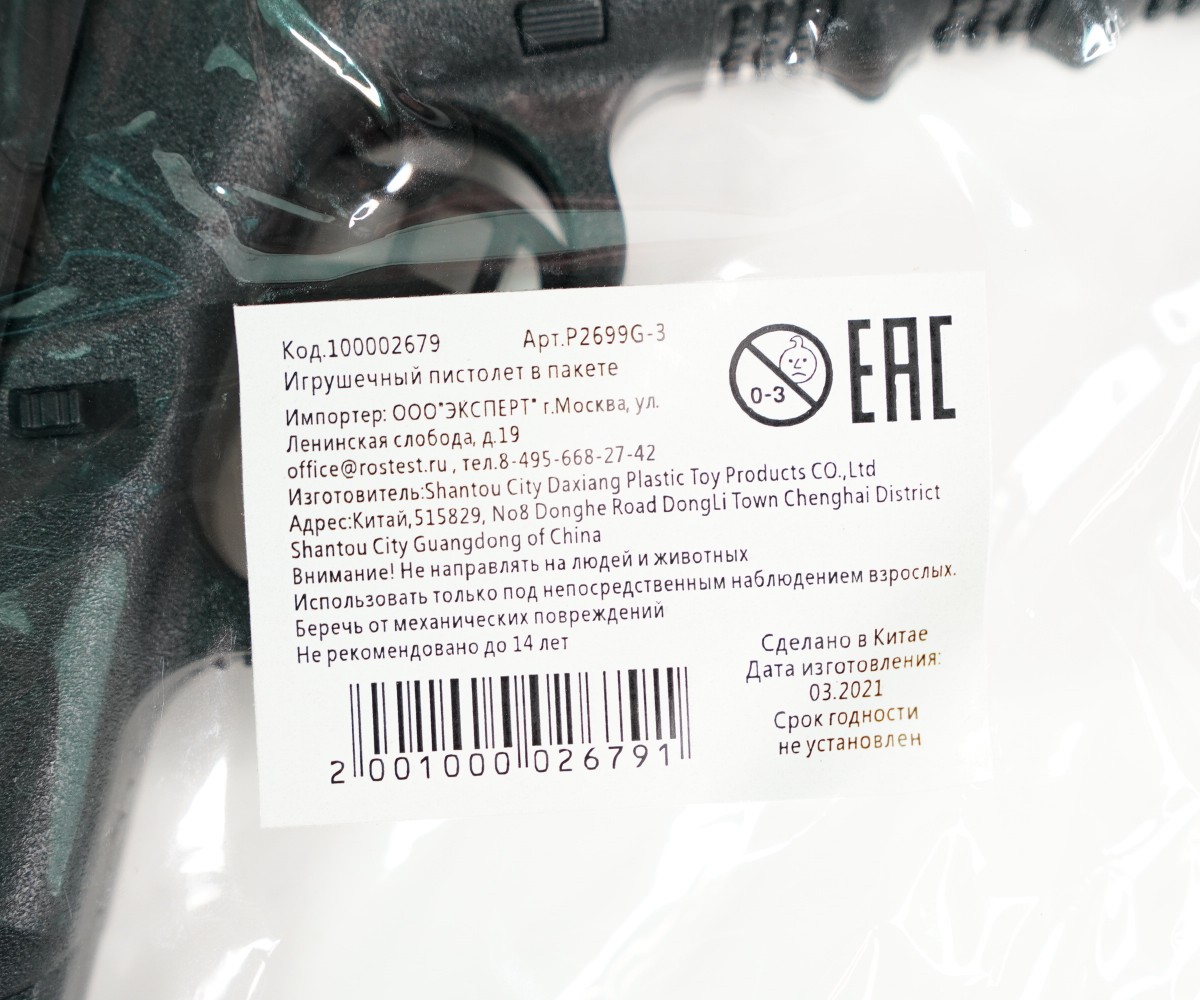 Код.100002679 Арт.P2699G-3
Игрушечный пистолет в пакете
Импортер: ООО"ЭКСПЕРТ" г.Москва, ул.
Ленинская слобода, д.19
office@rostest.ru , тел.8-495-668-27-42
Изготовитель:Shantou City Daxiang Plastic Toy Products CO.,Ltd
Адрес:Китай,515829, No8 Donghe Road DongLi Town Chenghai District
Shantou City Guangdong of China
Внимание! Не направлять на людей и животных
Использовать только под непосредственным наблюдением взрослых.
Беречь от механических повреждений
Не рекомендовано до 14 лет
0-3
EAC
Сделано в Китае
Дата изготовления:
03.2021
Срок годности
не установлен
2 001000 026791